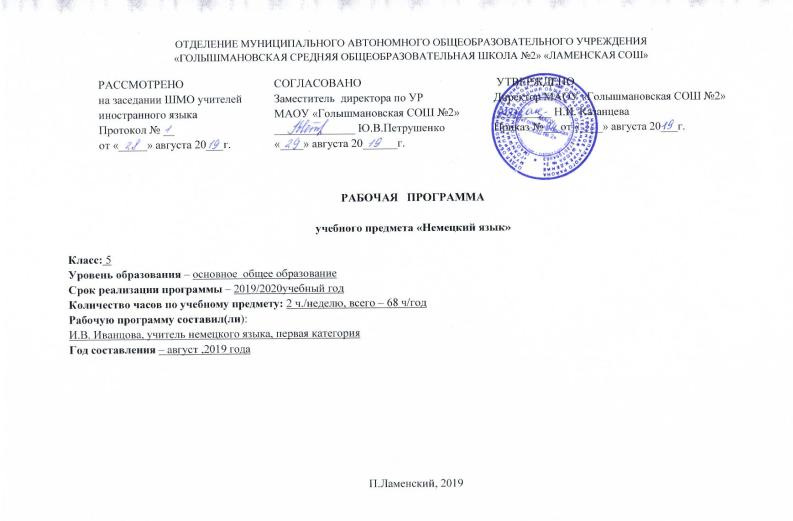 ОТДЕЛЕНИЕ МУНИЦИПАЛЬНОГО АВТОНОМНОГО ОБЩЕОБРАЗОВАТЕЛЬНОГО УЧРЕЖДЕНИЯ
«ГОЛЫШМАНОВСКАЯ СРЕДНЯЯ ОБЩЕОБРАЗОВАТЕЛЬНАЯ ШКОЛА №2» «ЛАМЕНСКАЯ СОШ»
РАССМОТРЕНО
на заседании ШМО учителей
иностранного языка
Протокол № 1
от «28» августа 2019г.
СОГЛАСОВАНО
Заместитель директора по УР
МАОУ «Голышмановская СОШ №2»
Ю.В.Петрушенко
«29» августа 2019 г.
УТВЕРЖДЕНО
Директор МАОУ «Голышмановская СОШ №2»
Н.И. Казанцева
Приказ № от « » августа 2019 г.
РАБОЧАЯ ПРОГРАММА
учебного предмета «Немецкий язык»
Класс: 5
Уровень образования – основное общее образование
Срок реализации программы – 2019/2020учебный год
Количество часов по учебному предмету: 2 ч./неделю, всего – 68 ч/год
Рабочую программу составил(ли):
И.В. Иванцова, учитель немецкого языка, первая категория
Год составления – август ,2019 года
П.Ламенский, 2019